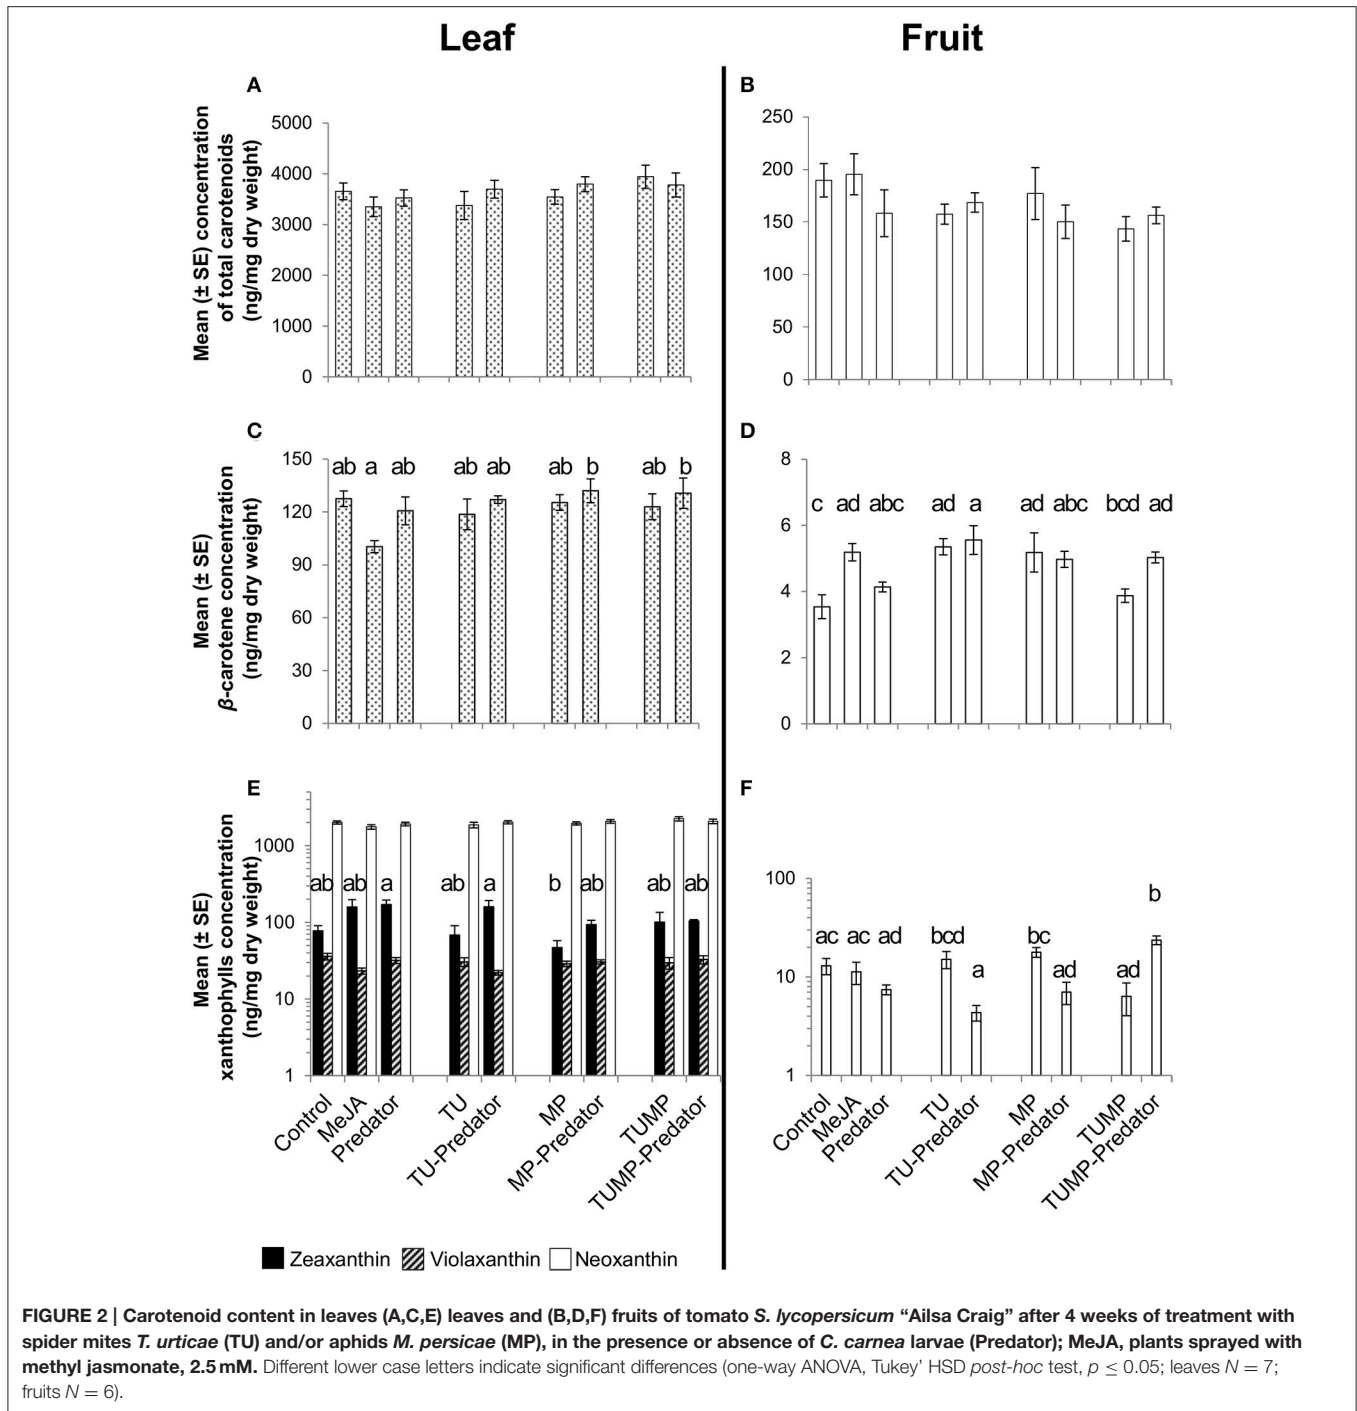 Leaf
Fruit
A
B
Mean (± SE) concentration
of total carotenoids
(ng/mg dry weight)
5000
4000
3000
2000
1000
0
250
200
150
100
50
0
C
D
Mean (± SE)
β-carotene concentration
(ng/mg dry weight)
150
120
90
60
30
0
ab a ab ab ab ab b ab b
8
6
4
2
0
c ad abc ad a ad abc bcd ad
E
F
Mean (± SE)
xanthophylls concentration
(ng/mg dry weight)
1000
100
10
1
ab ab a ab a b ab ab ab
100
10
1
ac ac ad bcd a bc ad ad b
Control
MeJA
Predator
TU
TU-Predator
MP
MP-Predator
TUMP
TUMP-Predator
Control
MeJA
Predator
TU
TU-Predator
MP
MP-Predator
TUMP
TUMP-Predator
Zeaxanthin Violaxanthin Neoxanthin
FIGURE 2 | Carotenoid content in leaves (A,C,E) leaves and (B,D,F) fruits of tomato S. lycopersicum “Ailsa Craig” after 4 weeks of treatment with
spider mites T. urticae (TU) and/or aphids M. persicae (MP), in the presence or absence of C. carnea larvae (Predator); MeJA, plants sprayed with
methyl jasmonate, 2.5 mM. Different lower case letters indicate significant differences (one-way ANOVA, Tukey’ HSD post-hoc test, p ≤ 0.05; leaves N = 7;
fruits N = 6).